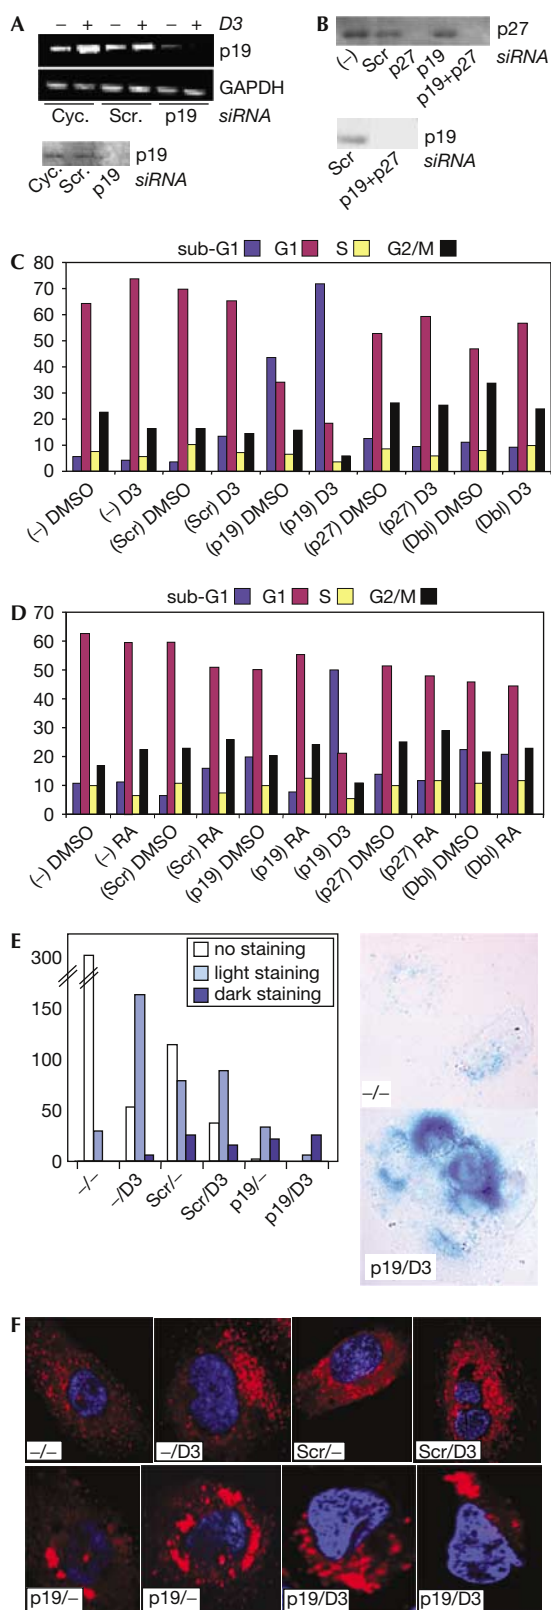 A
– + – + – + D3
p19
GAPDH
Cyc. Scr. p19 siRNA
p19
Cyc. Scr. p19 siRNA
B
p27
(-) Scr p27 p19 p19+p27 siRNA
p19
Scr p19+p27 siRNA
C
sub-G1 G1 S G2/M
80
70
60
50
40
30
20
10
0
(–) DMSO (–) D3 (Scr) DMSO (Scr) D3 (p19) DMSO (p19) D3 (p27) DMSO (p27) D3 (Dbl) DMSO (Dbl) D3
D
sub-G1 G1 S G2/M
70
60
50
40
30
20
10
0
(–) DMSO (–) RA (Scr) DMSO (Scr) RA (p19) DMSO (p19) RA (p19) D3 (p27) DMSO (p27) RA (Dbl) DMSO (Dbl) RA
E
no staining
light staining
dark staining
300
150
100
50
0
–/– –/D3 Scr/– Scr/D3 p19/– p19/D3
–/–
p19/D3
F
–/– –/D3 Scr/– Scr/D3
p19/– p19/– p19/D3 p19/D3